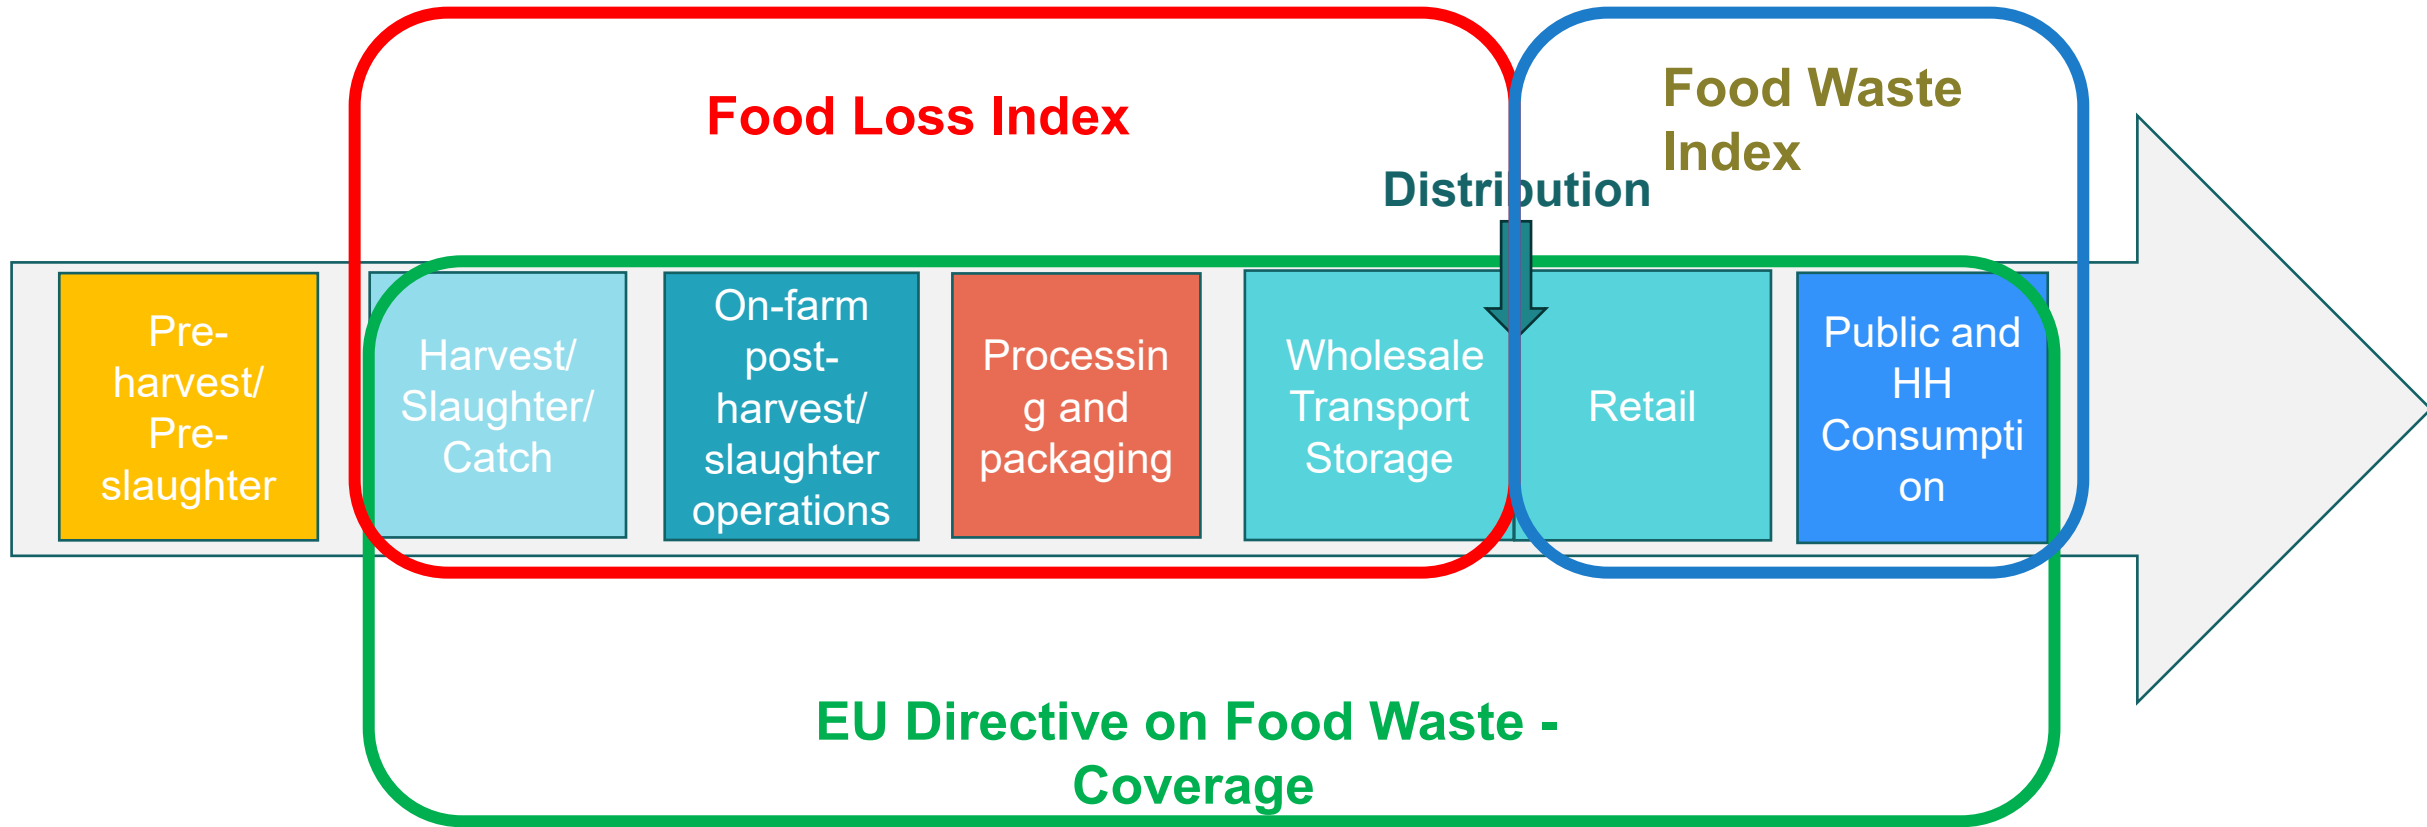 Food Loss Index
Food Waste
Index
Distribution
Pre-
harvest/
Pre-
slaughter
Harvest/
Slaughter/
Catch
On-farm
post-
harvest/
slaughter
operations
Processin
g and
packaging
Wholesale
Transport
Storage
Retail
Public and
HH
Consumpti
on
EU Directive on Food Waste -
Coverage